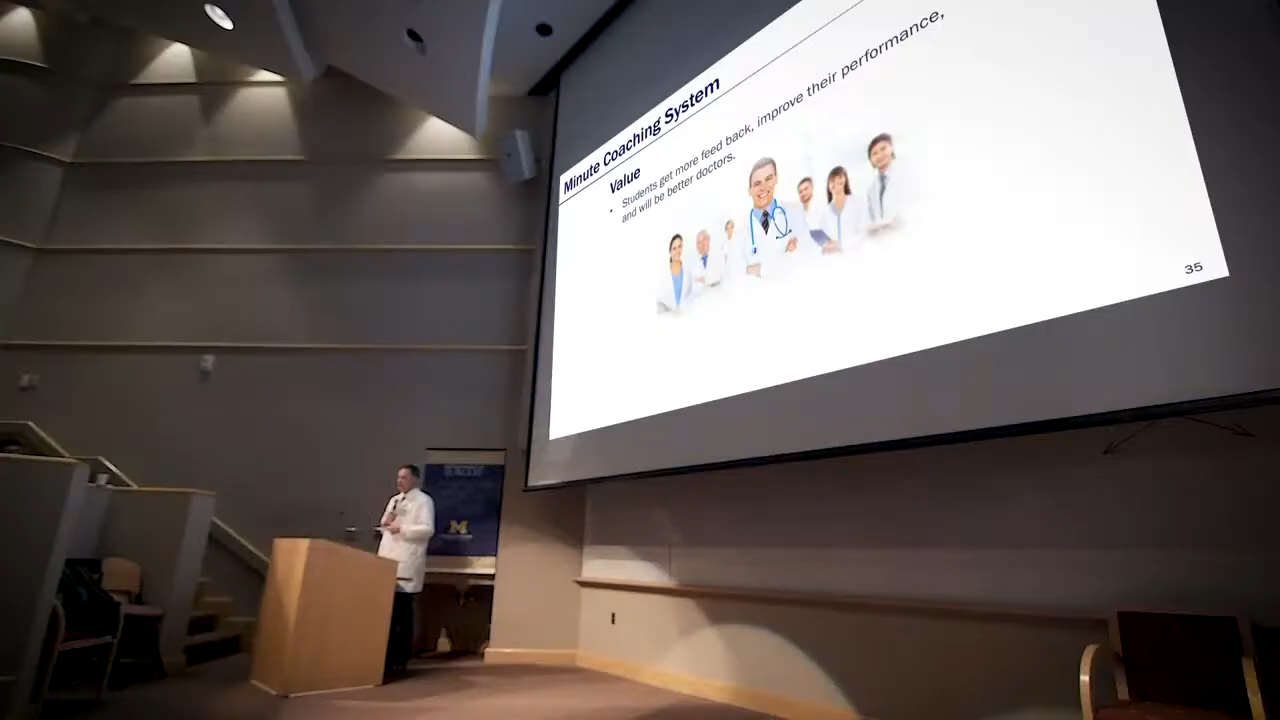 Minute Coaching System
Value
• Students get more feed back, improve their performance,
and will be better doctors.
35
M